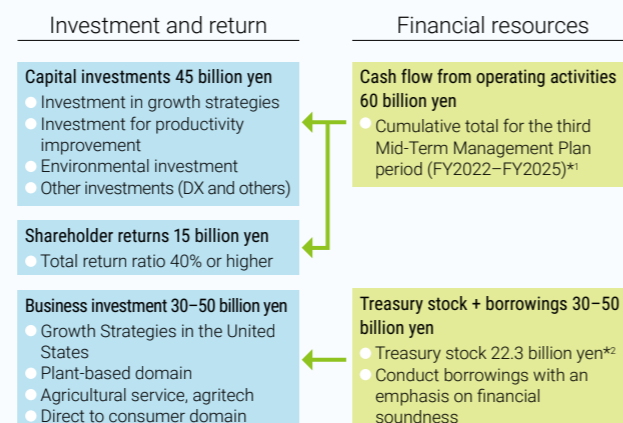 Investment and return
Capital investments 45 billion yen
Investment in growth strategies
Investment for productivity
improvement
Environmental investment
Other investments (DX and others)
Shareholder returns 15 billion yen
Total return ratio 40% or higher
Business investment 30–50 billion yen
Growth Strategies in the United
States
Plant-based domain
Agricultural service, agritech
Direct to consumer domain
Financial resources
Cash flow from operating activities
60 billion yen
Cumulative total for the third
Mid-Term Management Plan
period (FY2022–FY2025)*1
Treasury stock + borrowings 30–50
billion yen
Treasury stock 22.3 billion yen*2
Conduct borrowings with an
emphasis on financial
soundness